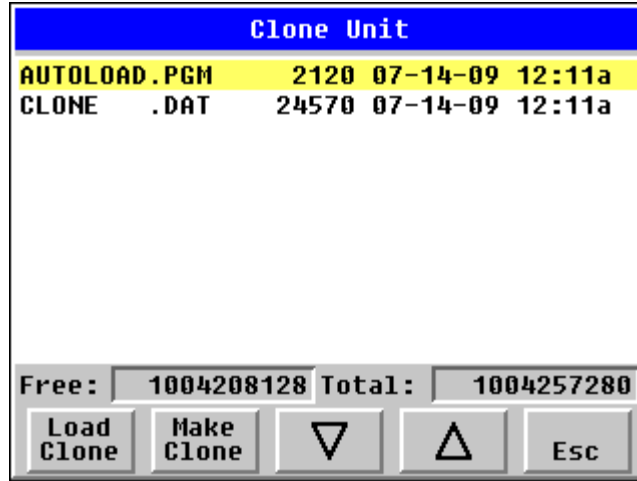 Clone Unit
AUTOLOAD.PGM 2120 07-14-09 12:11a
CLONE .DAT 24570 07-14-09 12:11a
Free: 1004208128 Total: 1004257280
Load Clone Make Clone Esc